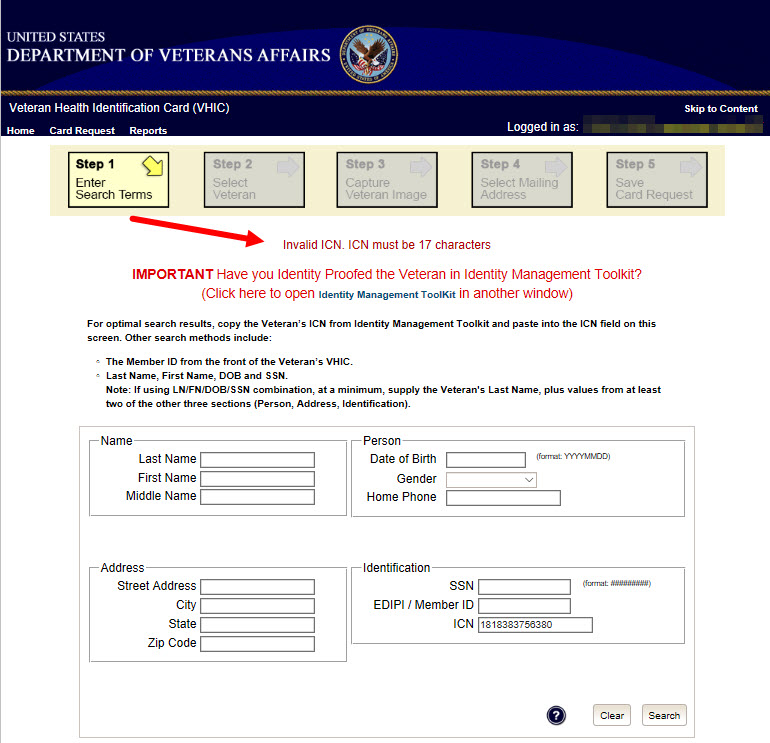 UNITED STATES
DEPARTMENT OF VETERANS AFFAIRS
Veteran Health Identification Card (VHIC)
Skip to Content
Home Card Request Reports
Logged in as:
Step 1
Enter
Search Terms
Step 2
Select
Veteran
Step 3
Capture
Veteran Image
Step 4
Select Mailing
Address
Step 5
Save
Card Request
Invalid ICN. ICN must be 17 characters
IMPORTANT Have you Identity Proofed the Veteran in Identity Management Toolkit?
(Click here to open Identity Management ToolKit in another window)
For optimal search results, copy the Veteran's ICN from Identity Management Toolkit and paste into the ICN field on this
screen. Other search methods include:
The Member ID from the front of the Veteran's VHIC.
Last Name, First Name, DOB and SSN.
Note: If using LN/FN/DOB/SSN combination, at a minimum, supply the Veteran's Last Name, plus values from at least
two of the other three sections (Person, Address, Identification).
Name
Last Name
First Name
Middle Name
Person
Date of Birth (format: YYYYMMDD)
Gender
Home Phone
Address
Street Address
City
State
Zip Code
Identification
SSN (format: #########)
EDIPI / Member ID
ICN 1818383756380
? Clear Search